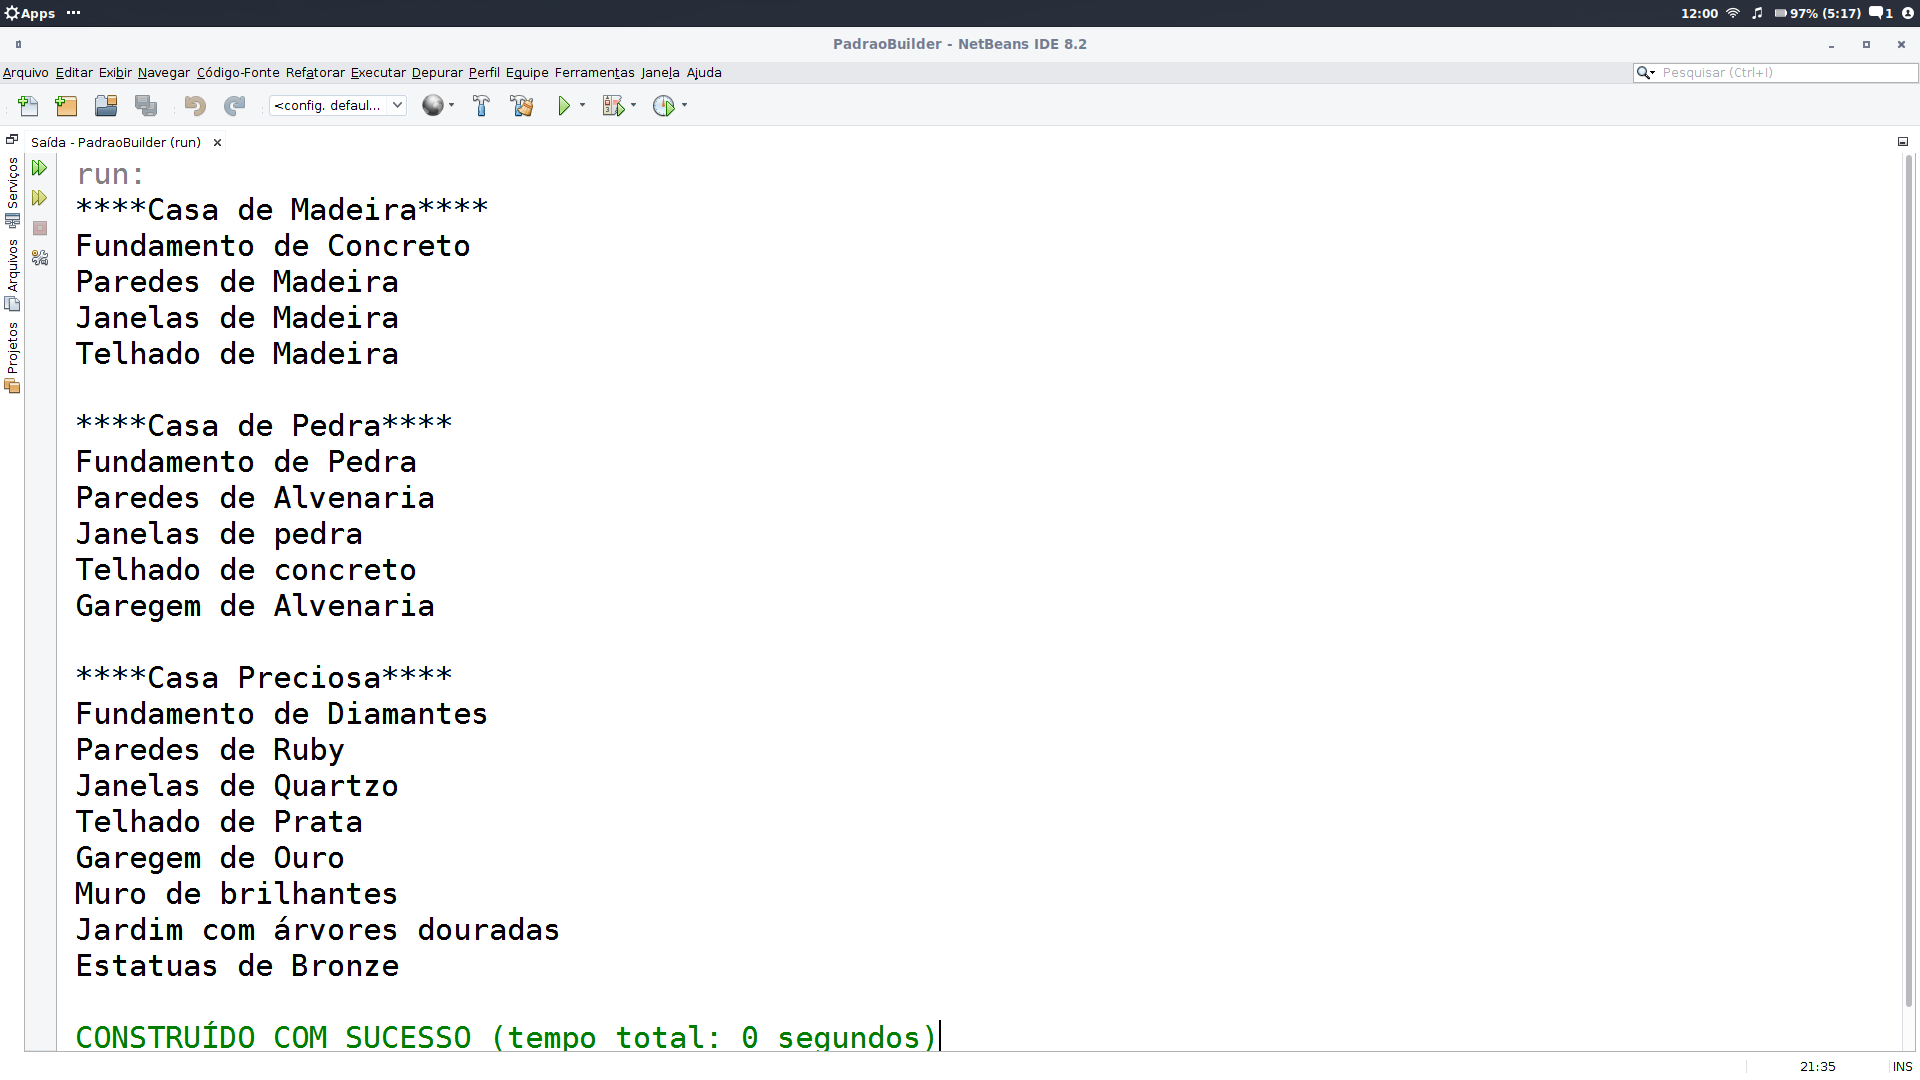 Apps ···
12:00 97% (5:17) 1
PadraoBuilder - NetBeans IDE 8.2
Arquivo Editar Exibir Navegar Código-Fonte Refatorar Executar Depurar Perfil Equipe Ferramentas Janela Ajuda
Pesquisar (Ctrl+I)
<config. defaul...
Saída - PadraoBuilder (run)
Serviços
Arquivos
Projetos
run:
****Casa de Madeira****
Fundamento de Concreto
Paredes de Madeira
Janelas de Madeira
Telhado de Madeira
****Casa de Pedra****
Fundamento de Pedra
Paredes de Alvenaria
Janelas de pedra
Telhado de concreto
Garegem de Alvenaria
****Casa Preciosa****
Fundamento de Diamantes
Paredes de Ruby
Janelas de Quartzo
Telhado de Prata
Garegem de Ouro
Muro de brilhantes
Jardim com árvores douradas
Estatuas de Bronze
CONSTRUÍDO COM SUCESSO (tempo total: 0 segundos)
21:35 INS